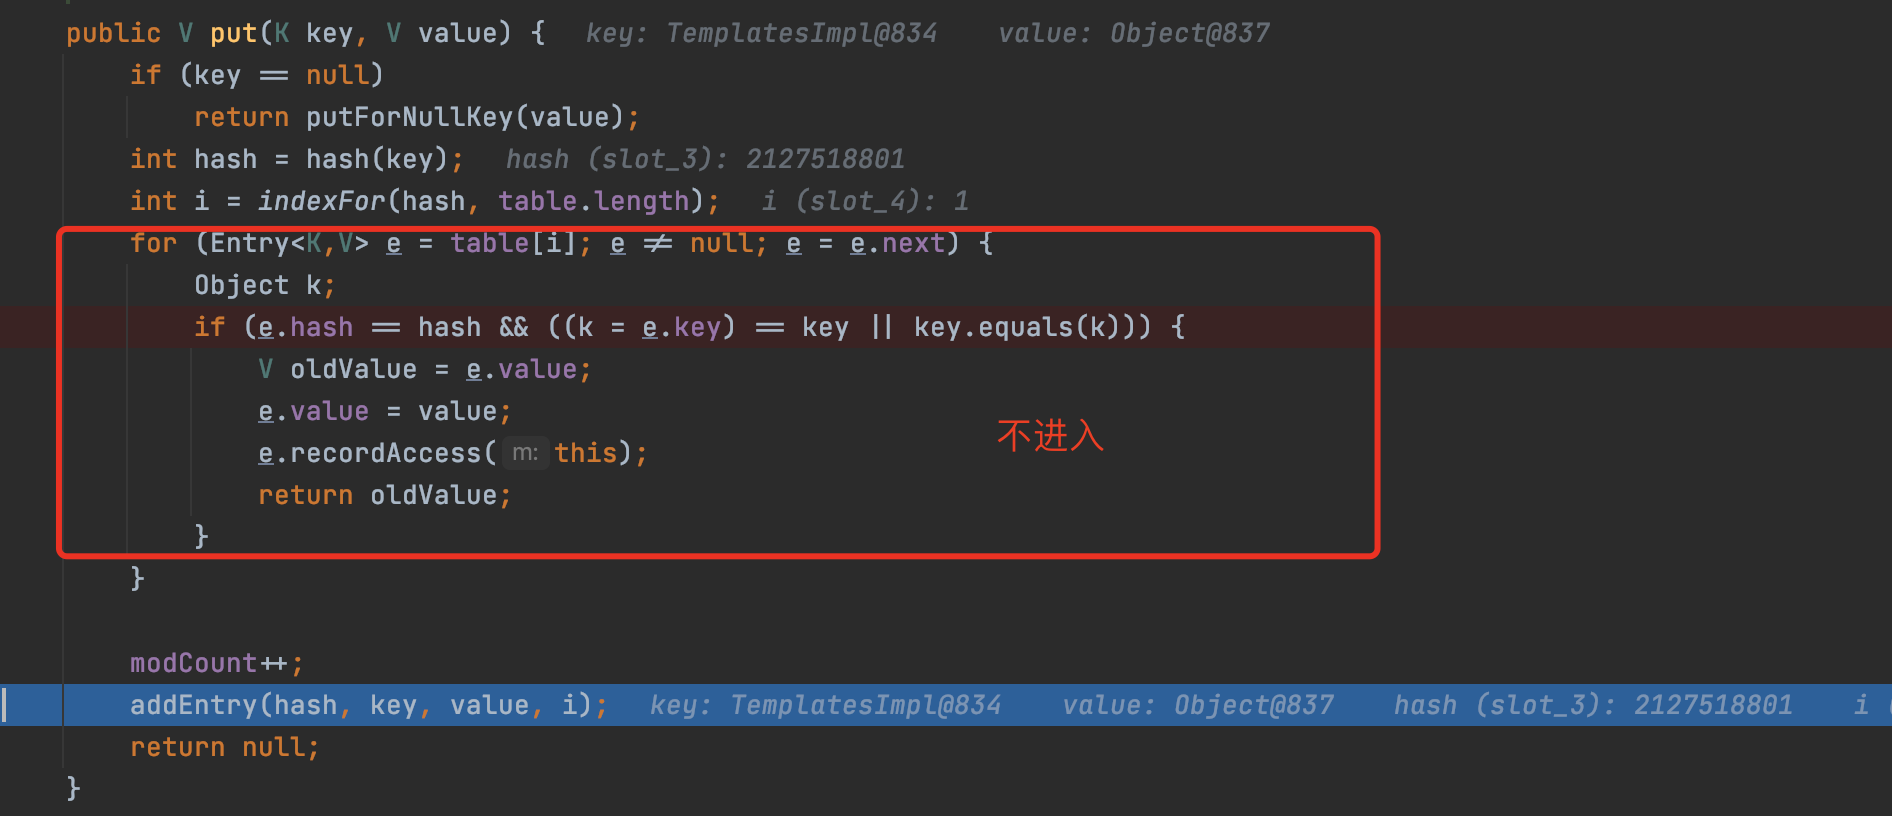 public V put(K key, V value) {   key: TemplatesImpl@834    value: Object@837
if (key == null)
return putForNullKey(value);
int hash = hash(key);   hash (slot_3): 2127518801
int i = indexFor(hash, table.length);   i (slot_4): 1
for (Entry<K,V> e = table[i]; e != null; e = e.next) {
Object k;
if (e.hash == hash && ((k = e.key) == key || key.equals(k))) {
V oldValue = e.value;
e.value = value;
不进入
e.recordAccess( m: this);
return oldValue;
}
}
modCount++;
addEntry(hash, key, value, i);   key: TemplatesImpl@834    value: Object@837    hash (slot_3): 2127518801    i (
return null;
}